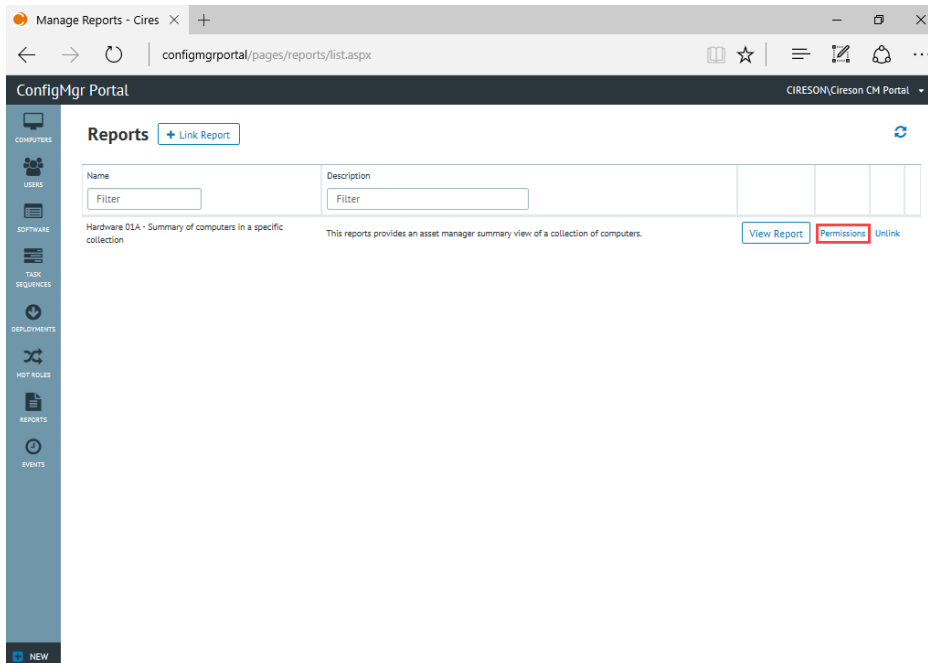 Manage Reports - Cires
configmgrportal/pages/reports/list.aspx
ConfigMgr Portal
CIRESON\Cireson CM Portal
COMPUTERS
USERS
SOFTWARE
TASK
SEQUENCES
DEPLOYMENTS
MDT ROLES
REPORTS
EVENTS
NEW
Reports
+ Link Report
Name
Description
Filter
Filter
Hardware 01A - Summary of computers in a specific
collection
This reports provides an asset manager summary view of a collection of computers.
View Report
Permissions
Unlink